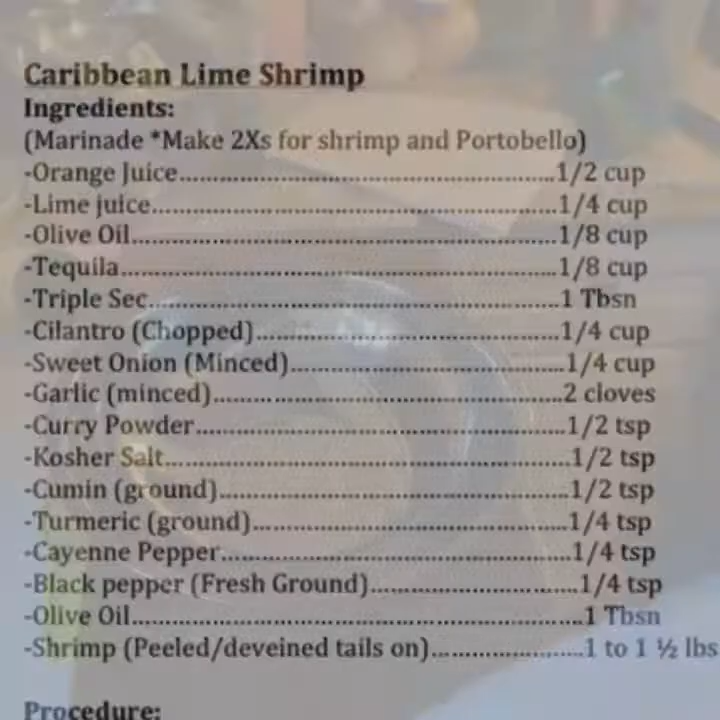 Caribbean Lime Shrimp
Ingredients:
(Marinade *Make 2Xs for shrimp and Portobello)
-Orange Juice.......................................................1/2 cup
-Lime juice............................................................1/4 cup
-Olive Oil...............................................................1/8 cup
-Tequila.................................................................1/8 cup
-Triple Sec.............................................................1 Tbsn
-Cilantro (Chopped).............................................1/4 cup
-Sweet Onion (Minced)........................................1/4 cup
-Garlic (minced)....................................................2 cloves
-Curry Powder......................................................1/2 tsp
-Kosher Salt...........................................................1/2 tsp
-Cumin (ground)...................................................1/2 tsp
-Turmeric (ground)..............................................1/4 tsp
-Cayenne Pepper...................................................1/4 tsp
-Black pepper (Fresh Ground)..............................1/4 tsp
-Olive Oil................................................................1 Tbsn
-Shrimp (Peeled/deveined tails on)......................1 to 1 ½ lbs
Procedure: